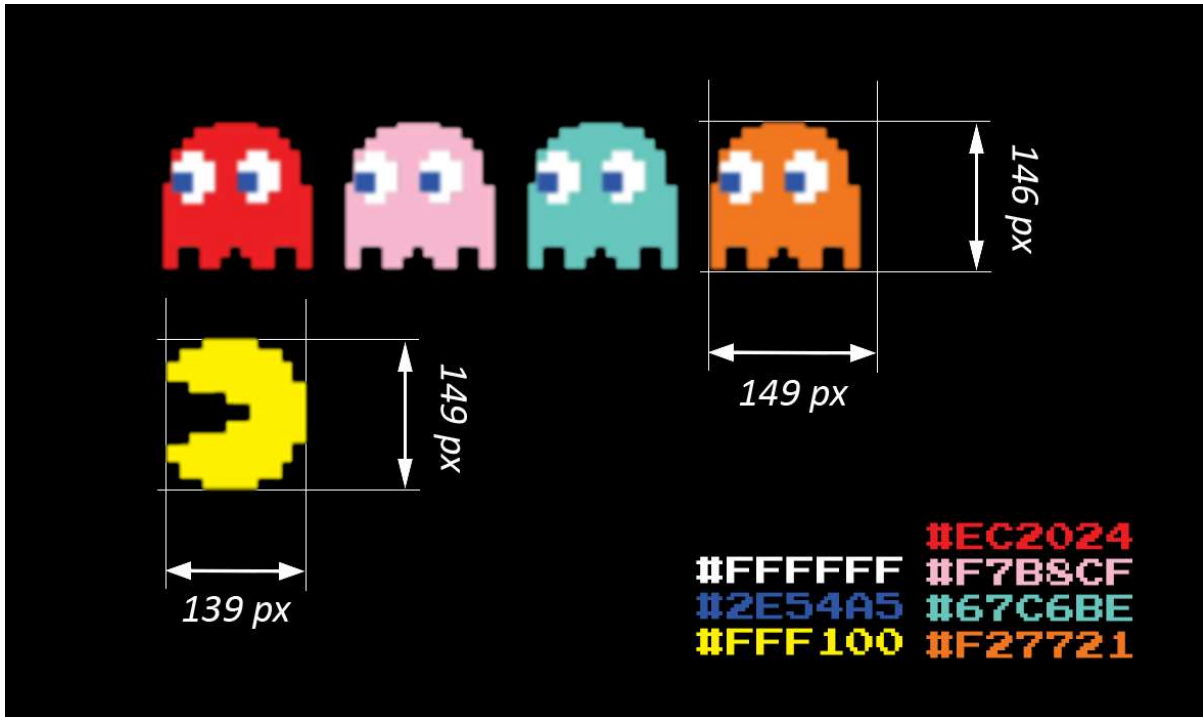 146 px
149 px
149 px
139 px
#FFFFFF
#2E54A5
#FFF100
#EC2024
#F7B8CF
#67C6BE
#F27721